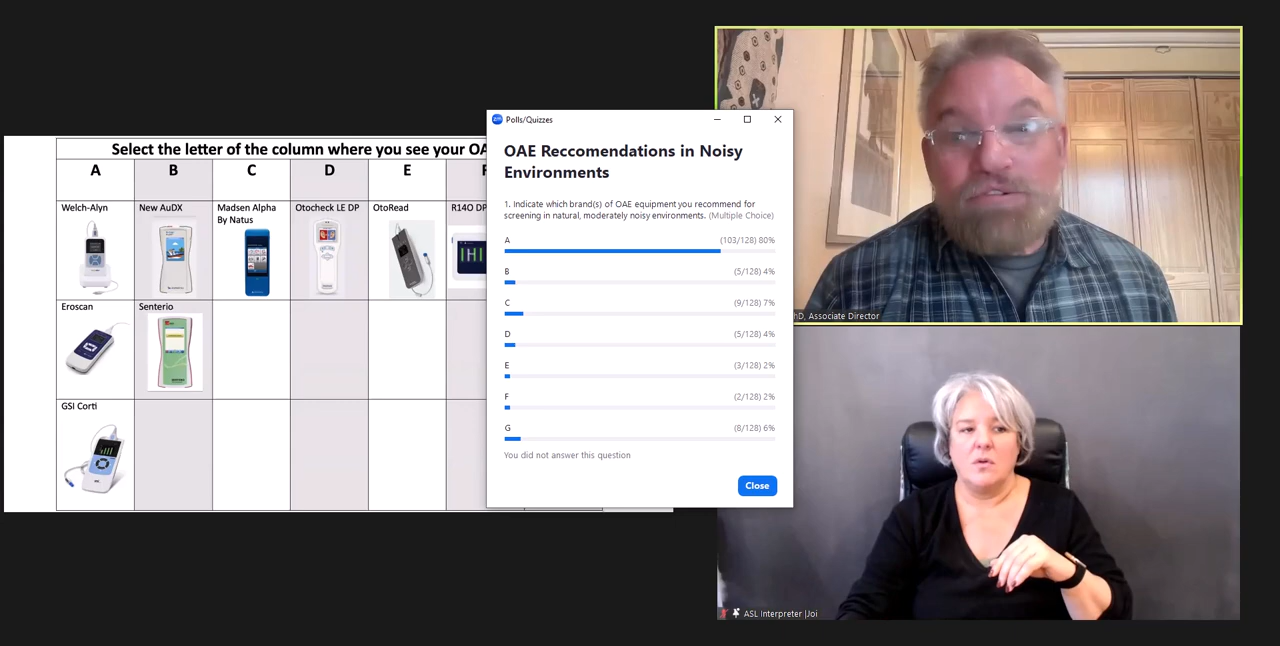 Select the letter of the column where you see your OA
A B C D E
Welch-Alyn
New AuDX
Madsen Alpha
By Natus
Otocheck LE DP
OtoRead
R14O DP
Eroscan
Senterio
GSI Corti
zm Polls/Quizzes
OAE Reccomendations in Noisy
Environments
1. Indicate which brand(s) of OAE equipment you recommend for
screening in natural, moderately noisy environments. (Multiple Choice)
A (103/128) 80%
B (5/128) 4%
C (9/128) 7%
D (5/128) 4%
E (3/128) 2%
F (2/128) 2%
G (8/128) 6%
You did not answer this question
Close
hD, Associate Director
ASL Interpreter |Joi